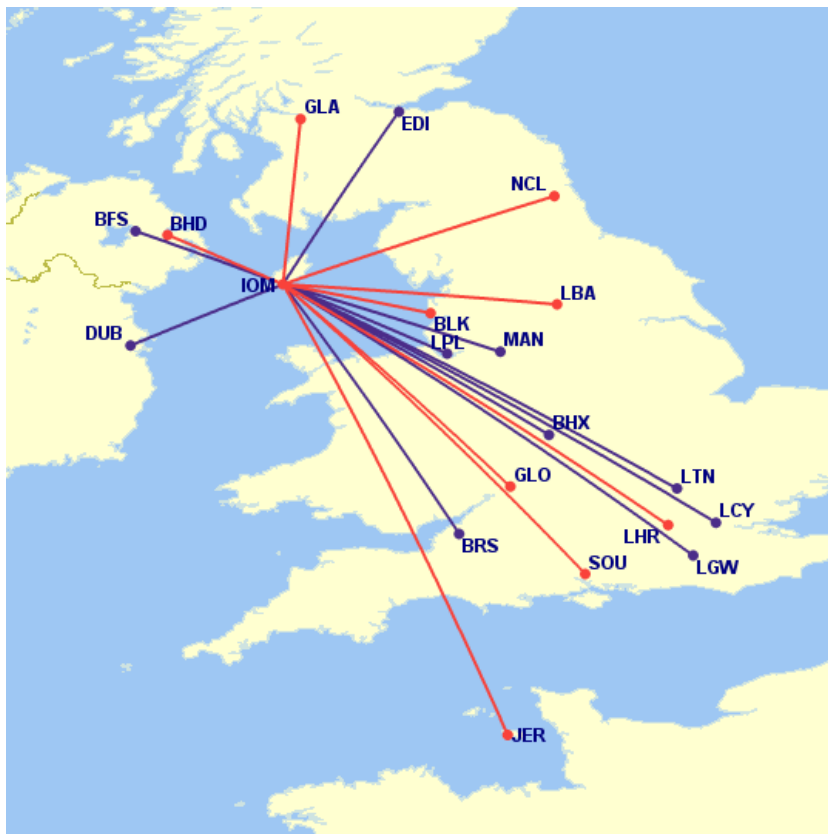 GLA
EDI
NCL
BFS
BHD
IOM
LBA
BLK
DUB
LPL
MAN
BHX
GLO
LTN
LCY
LHR
BRS
SOU
LGW
JER